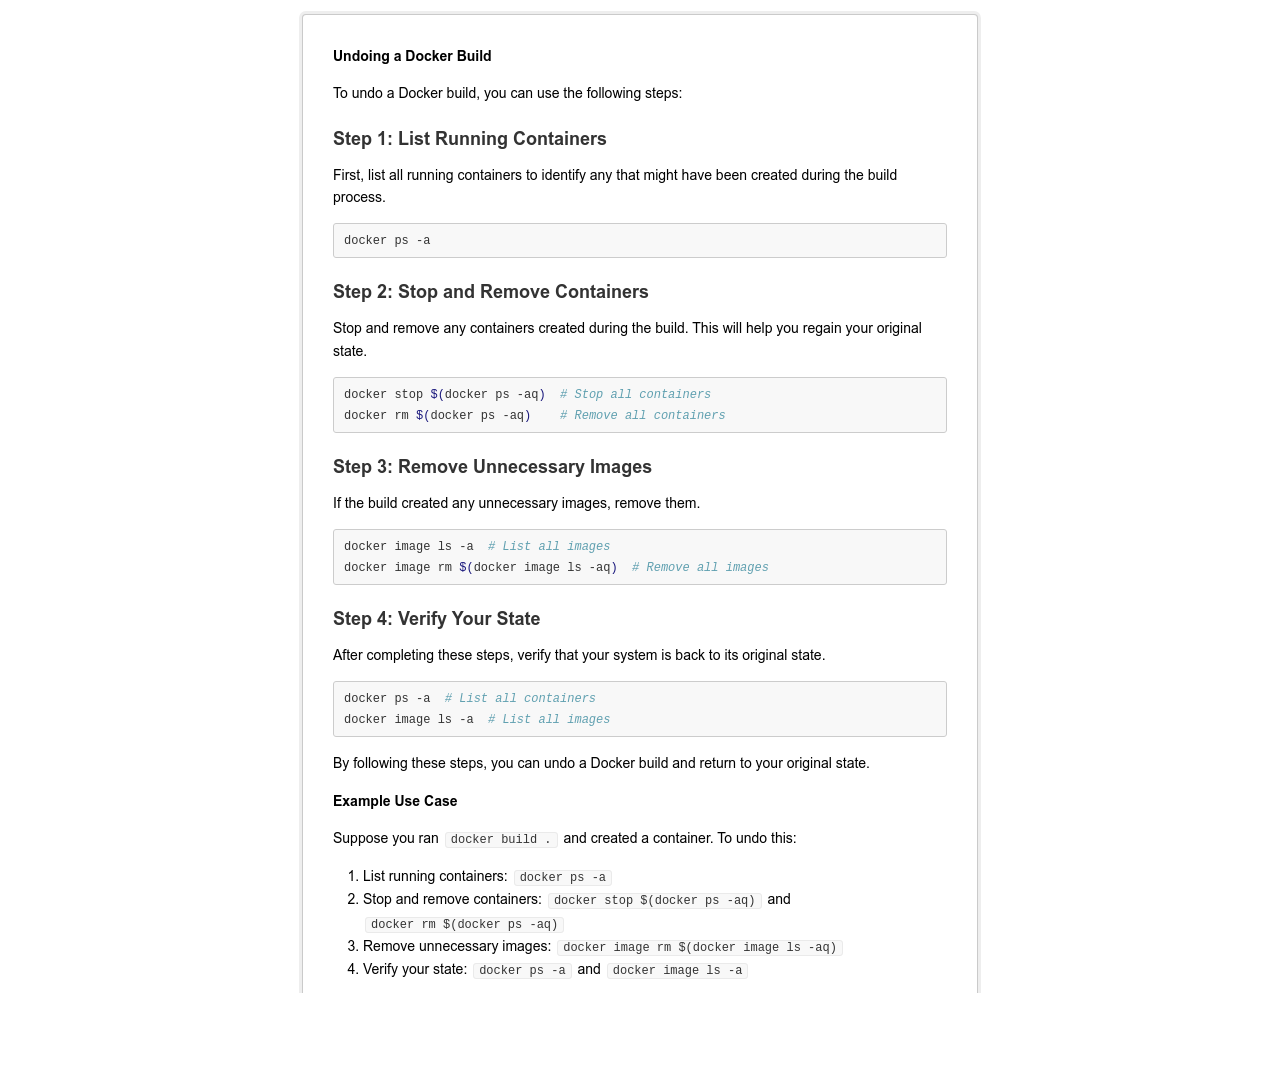 Undoing a Docker Build
To undo a Docker build, you can use the following steps:
Step 1: List Running Containers
First, list all running containers to identify any that might have been created during the build
process.
docker ps -a
Step 2: Stop and Remove Containers
Stop and remove any containers created during the build. This will help you regain your original
state.
docker stop $(docker ps -aq)  # Stop all containers
docker rm $(docker ps -aq)    # Remove all containers
Step 3: Remove Unnecessary Images
If the build created any unnecessary images, remove them.
docker image ls -a  # List all images
docker image rm $(docker image ls -aq)  # Remove all images
Step 4: Verify Your State
After completing these steps, verify that your system is back to its original state.
docker ps -a  # List all containers
docker image ls -a  # List all images
By following these steps, you can undo a Docker build and return to your original state.
Example Use Case
Suppose you ran docker build . and created a container. To undo this:
1. List running containers: docker ps -a
2. Stop and remove containers: docker stop $(docker ps -aq) and
docker rm $(docker ps -aq)
3. Remove unnecessary images: docker image rm $(docker image ls -aq)
4. Verify your state: docker ps -a and docker image ls -a